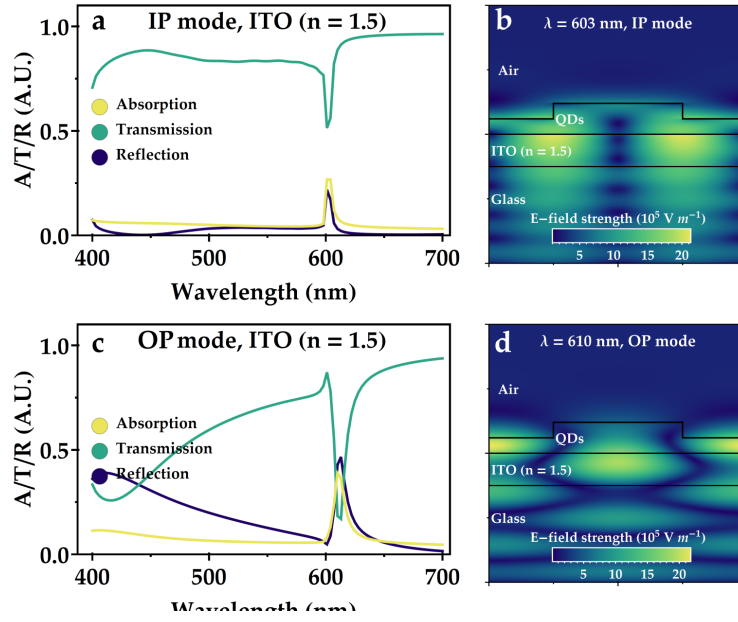 a IP mode, ITO (n = 1.5)
1.0
0.5
0.0
A/T/R (A.U.)
Absorption
Transmission
Reflection
400 500 600 700
Wavelength (nm)
b λ = 603 nm, IP mode
Air
QDs
ITO (n = 1.5)
Glass
E−field strength (10⁵ V m⁻¹)
5 10 15 20
c OP mode, ITO (n = 1.5)
1.0
0.5
0.0
A/T/R (A.U.)
Absorption
Transmission
Reflection
400 500 600 700
Wavelength (nm)
d λ = 610 nm, OP mode
Air
QDs
ITO (n = 1.5)
Glass
E−field strength (10⁵ V m⁻¹)
5 10 15 20